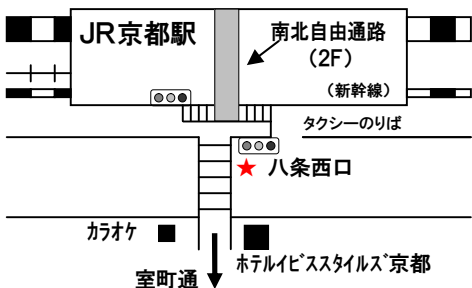 JR京都駅
南北自由通路
(2F)
(新幹線)
タクシーのりば
★ 八条西口
カラオケ
ホテルイビススタイルズ京都
室町通